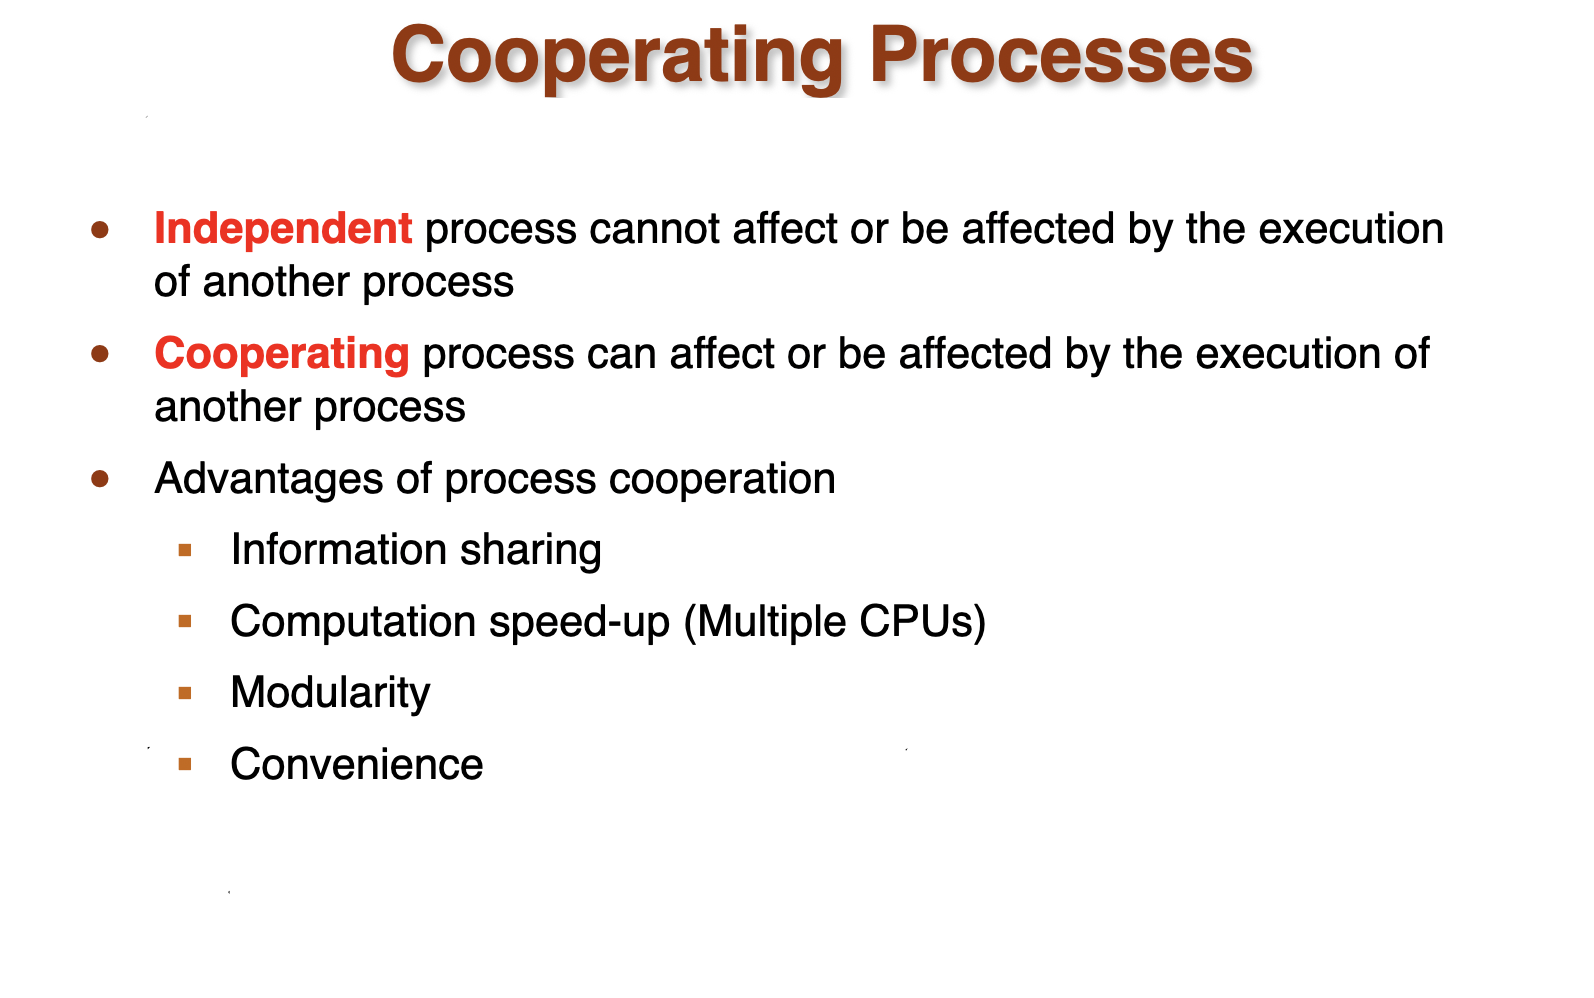 Cooperating Processes
Independent process cannot affect or be affected by the execution
of another process
Cooperating process can affect or be affected by the execution of
another process
Advantages of process cooperation
Information sharing
Computation speed-up (Multiple CPUs)
Modularity
Convenience